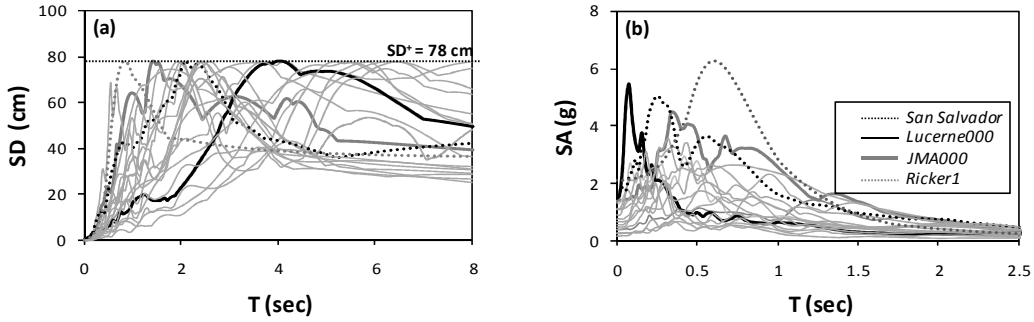 (a)
SD⁺ = 78 cm
SD (cm)
100
80
60
40
20
0
0
2
4
6
8
T (sec)
(b)
SA (g)
8
6
4
2
0
0
0.5
1
1.5
2
2.5
T (sec)
San Salvador
Lucerne000
JMA000
Ricker1